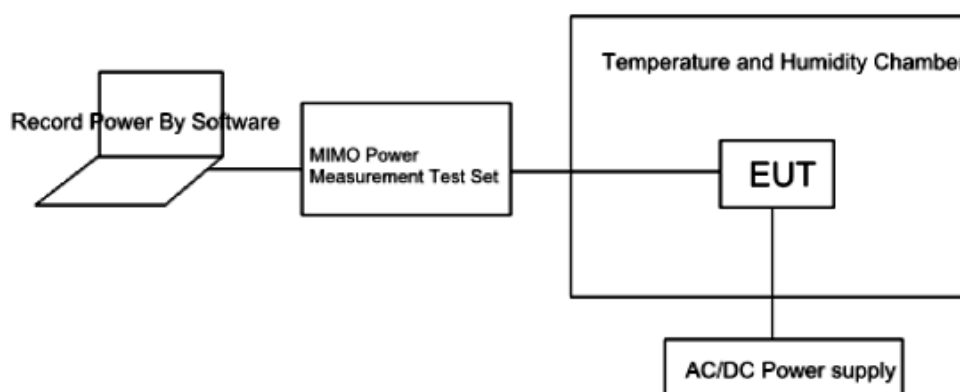 Temperature and Humidity Chamber
Record Power By Software
MIMO Power
Measurement Test Set
EUT
AC/DC Power supply